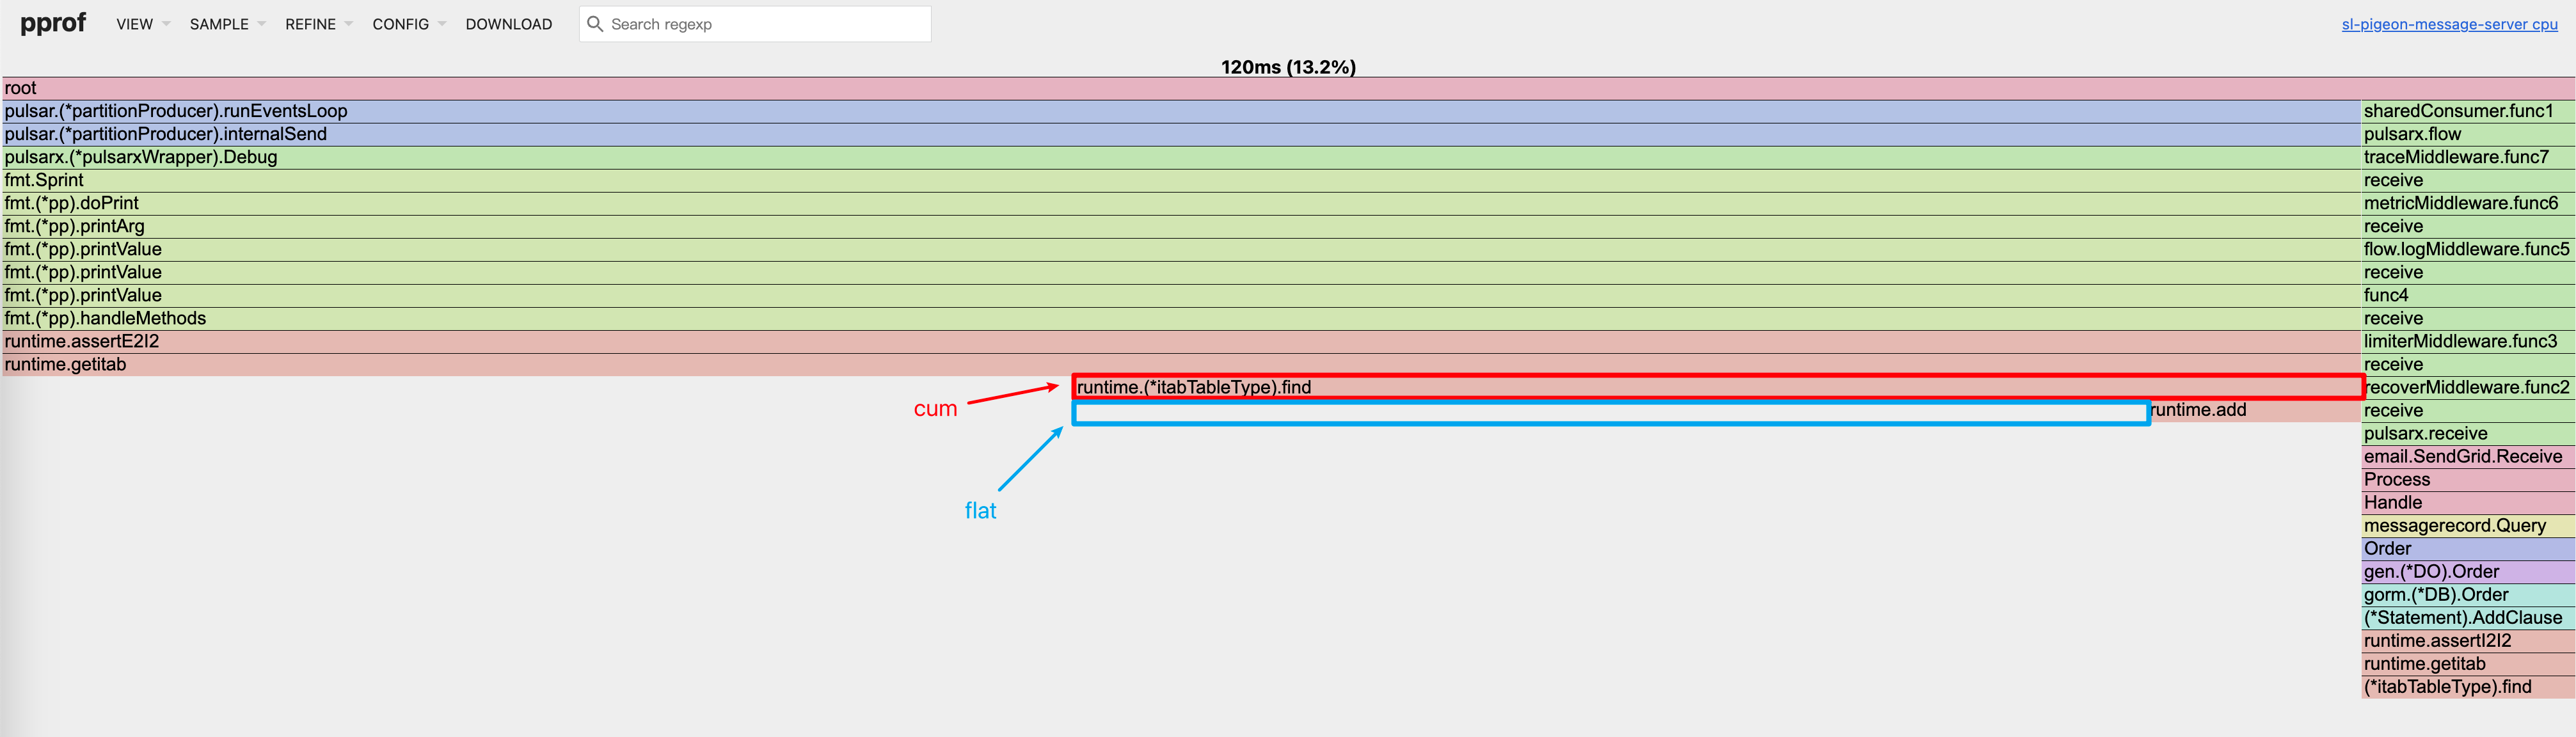 pprof VIEW SAMPLE REFINE CONFIG DOWNLOAD Search regexp sl-pigeon-message-server cpu
120ms (13.2%)
root
pulsar.(*partitionProducer).runEventsLoop sharedConsumer.func1
pulsar.(*partitionProducer).internalSend pulsarx.flow
pulsarx.(*pulsarxWrapper).Debug traceMiddleware.func7
fmt.Sprint receive
fmt.(*pp).doPrint metricMiddleware.func6
fmt.(*pp).printArg receive
fmt.(*pp).printValue flow.logMiddleware.func5
fmt.(*pp).printValue receive
fmt.(*pp).printValue func4
fmt.(*pp).handleMethods receive
runtime.assertE2I2 limiterMiddleware.func3
runtime.getitab receive
runtime.(*itabTableType).find recoverMiddleware.func2
cum runtime.add receive
pulsarx.receive
email.SendGrid.Receive
Process
Handle
flat
messagerecord.Query
Order
gen.(*DO).Order
gorm.(*DB).Order
(*Statement).AddClause
runtime.assertI2I2
runtime.getitab
(*itabTableType).find